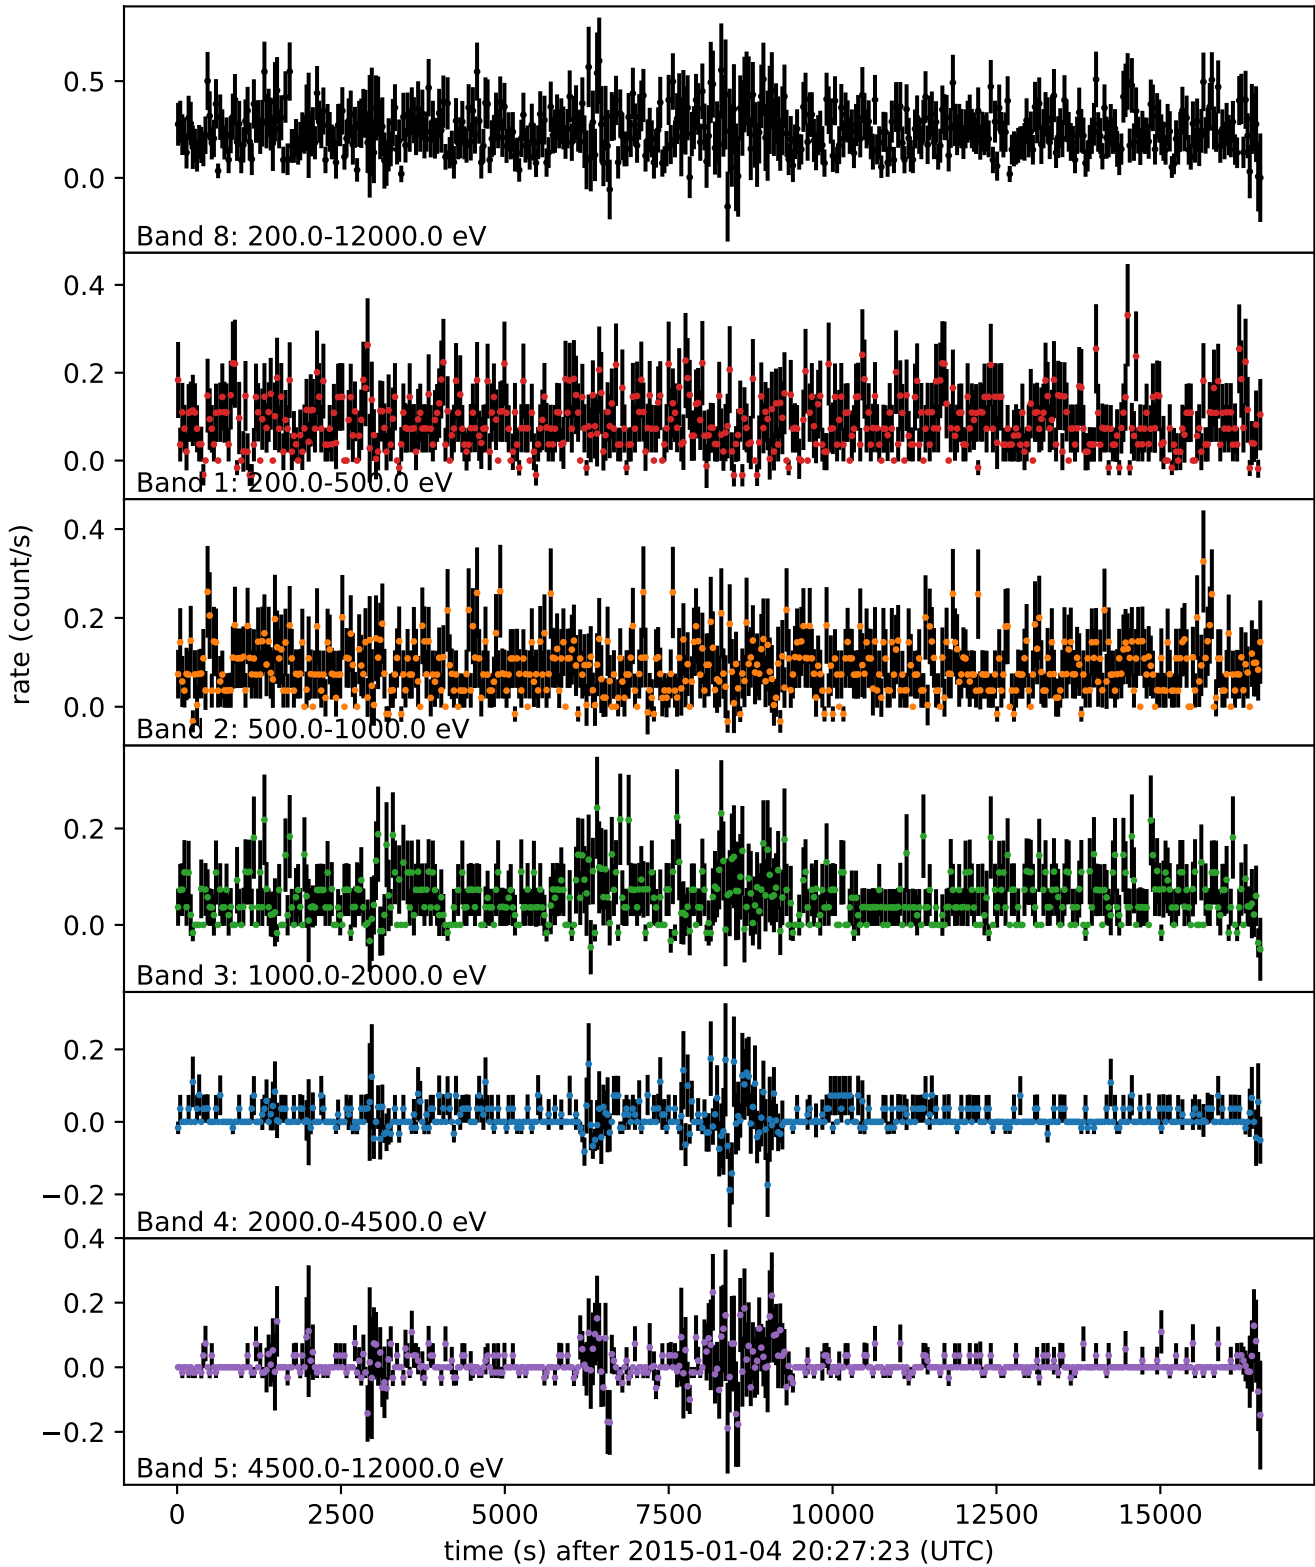 0.5
0.0
Band 8: 200.0-12000.0 eV
0.4
0.2
0.0
Band 1: 200.0-500.0 eV
0.4
0.2
0.0
Band 2: 500.0-1000.0 eV
rate (count/s)
0.2
0.0
Band 3: 1000.0-2000.0 eV
0.2
0.0
−0.2
Band 4: 2000.0-4500.0 eV
0.4
0.2
0.0
−0.2
Band 5: 4500.0-12000.0 eV
0 2500 5000 7500 10000 12500 15000
time (s) after 2015-01-04 20:27:23 (UTC)